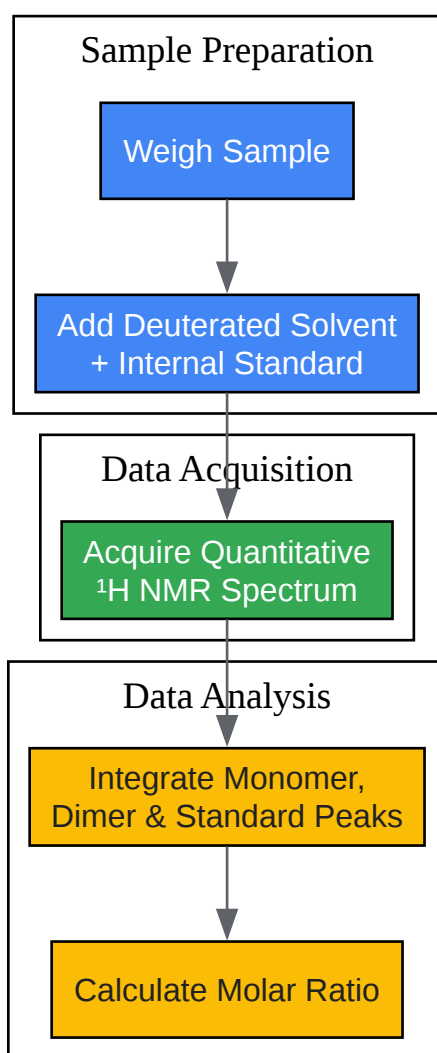 Sample Preparation
Weigh Sample
Add Deuterated Solvent
+ Internal Standard
Data Acquisition
Acquire Quantitative
¹H NMR Spectrum
Data Analysis
Integrate Monomer,
Dimer & Standard Peaks
Calculate Molar Ratio